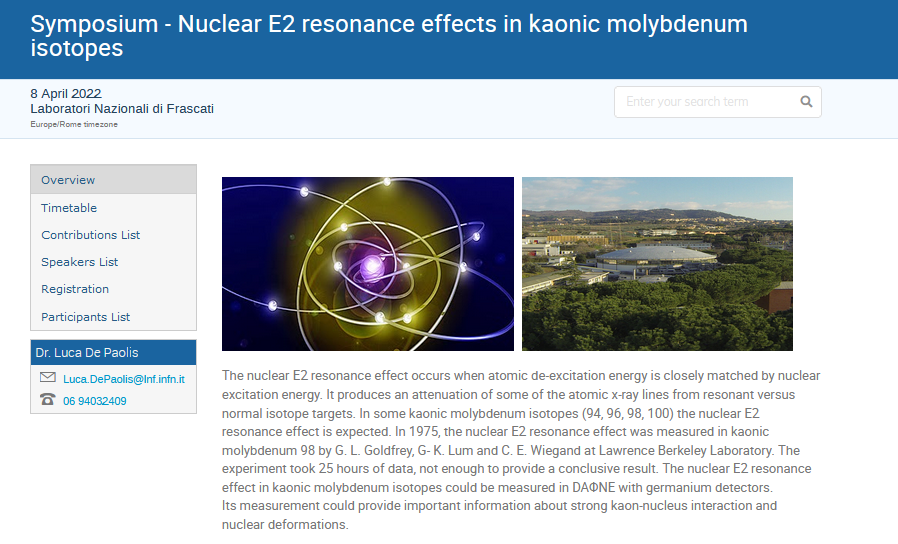 Symposium - Nuclear E2 resonance effects in kaonic molybdenum
isotopes
8 April 2022
Laboratori Nazionali di Frascati
Europe/Rome timezone
Enter your search term
Overview
Timetable
Contributions List
Speakers List
Registration
Participants List
Dr. Luca De Paolis
Luca.DePaolis@lnf.infn.it
06 94032409
The nuclear E2 resonance effect occurs when atomic de-excitation energy is closely matched by nuclear
excitation energy. It produces an attenuation of some of the atomic x-ray lines from resonant versus
normal isotope targets. In some kaonic molybdenum isotopes (94, 96, 98, 100) the nuclear E2
resonance effect is expected. In 1975, the nuclear E2 resonance effect was measured in kaonic
molybdenum 98 by G. L. Goldfrey, G- K. Lum and C. E. Wiegand at Lawrence Berkeley Laboratory. The
experiment took 25 hours of data, not enough to provide a conclusive result. The nuclear E2 resonance
effect in kaonic molybdenum isotopes could be measured in DAΦNE with germanium detectors.
Its measurement could provide important information about strong kaon-nucleus interaction and
nuclear deformations.